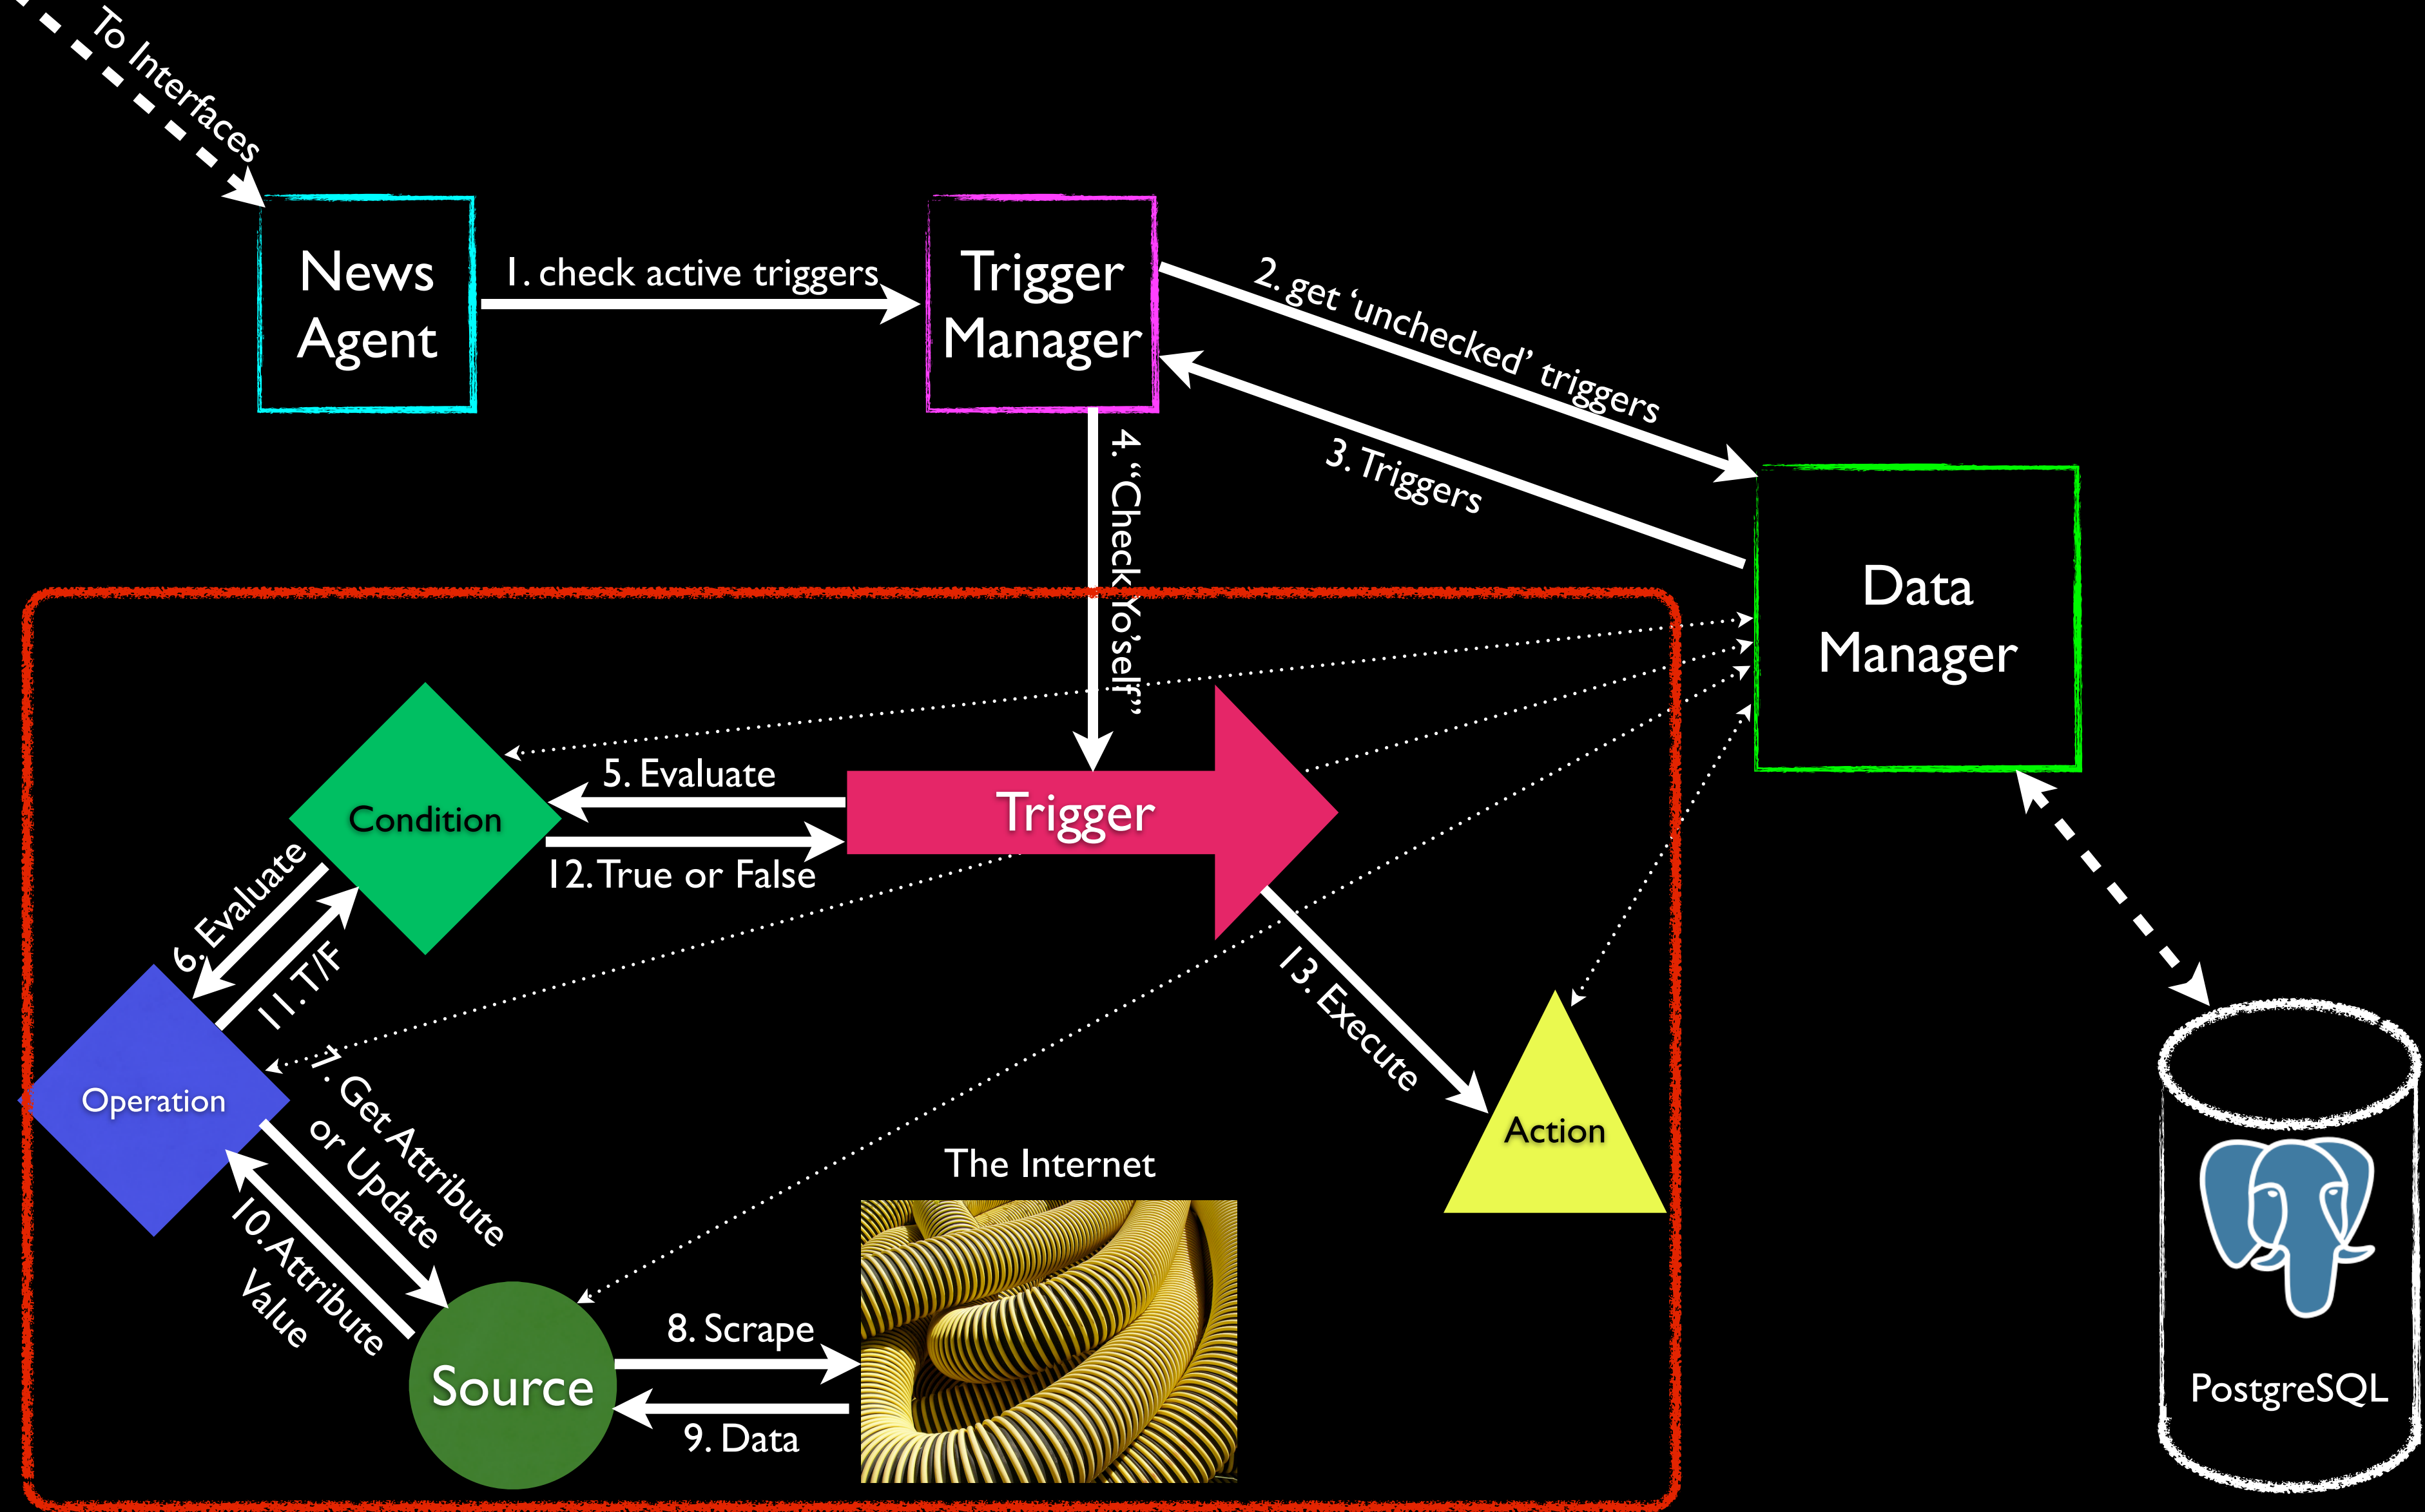 To Interfaces
News
Agent
1. check active triggers
Trigger
Manager
2. get ‘unchecked’ triggers
3. Triggers
4. “Check Yo’self”
Data
Manager
Condition
5. Evaluate
Trigger
12. True or False
6. Evaluate
11. T/F
Operation
7. Get Attribute
or Update
10. Attribute
Value
13. Execute
Action
The Internet
Source
8. Scrape
9. Data
PostgreSQL